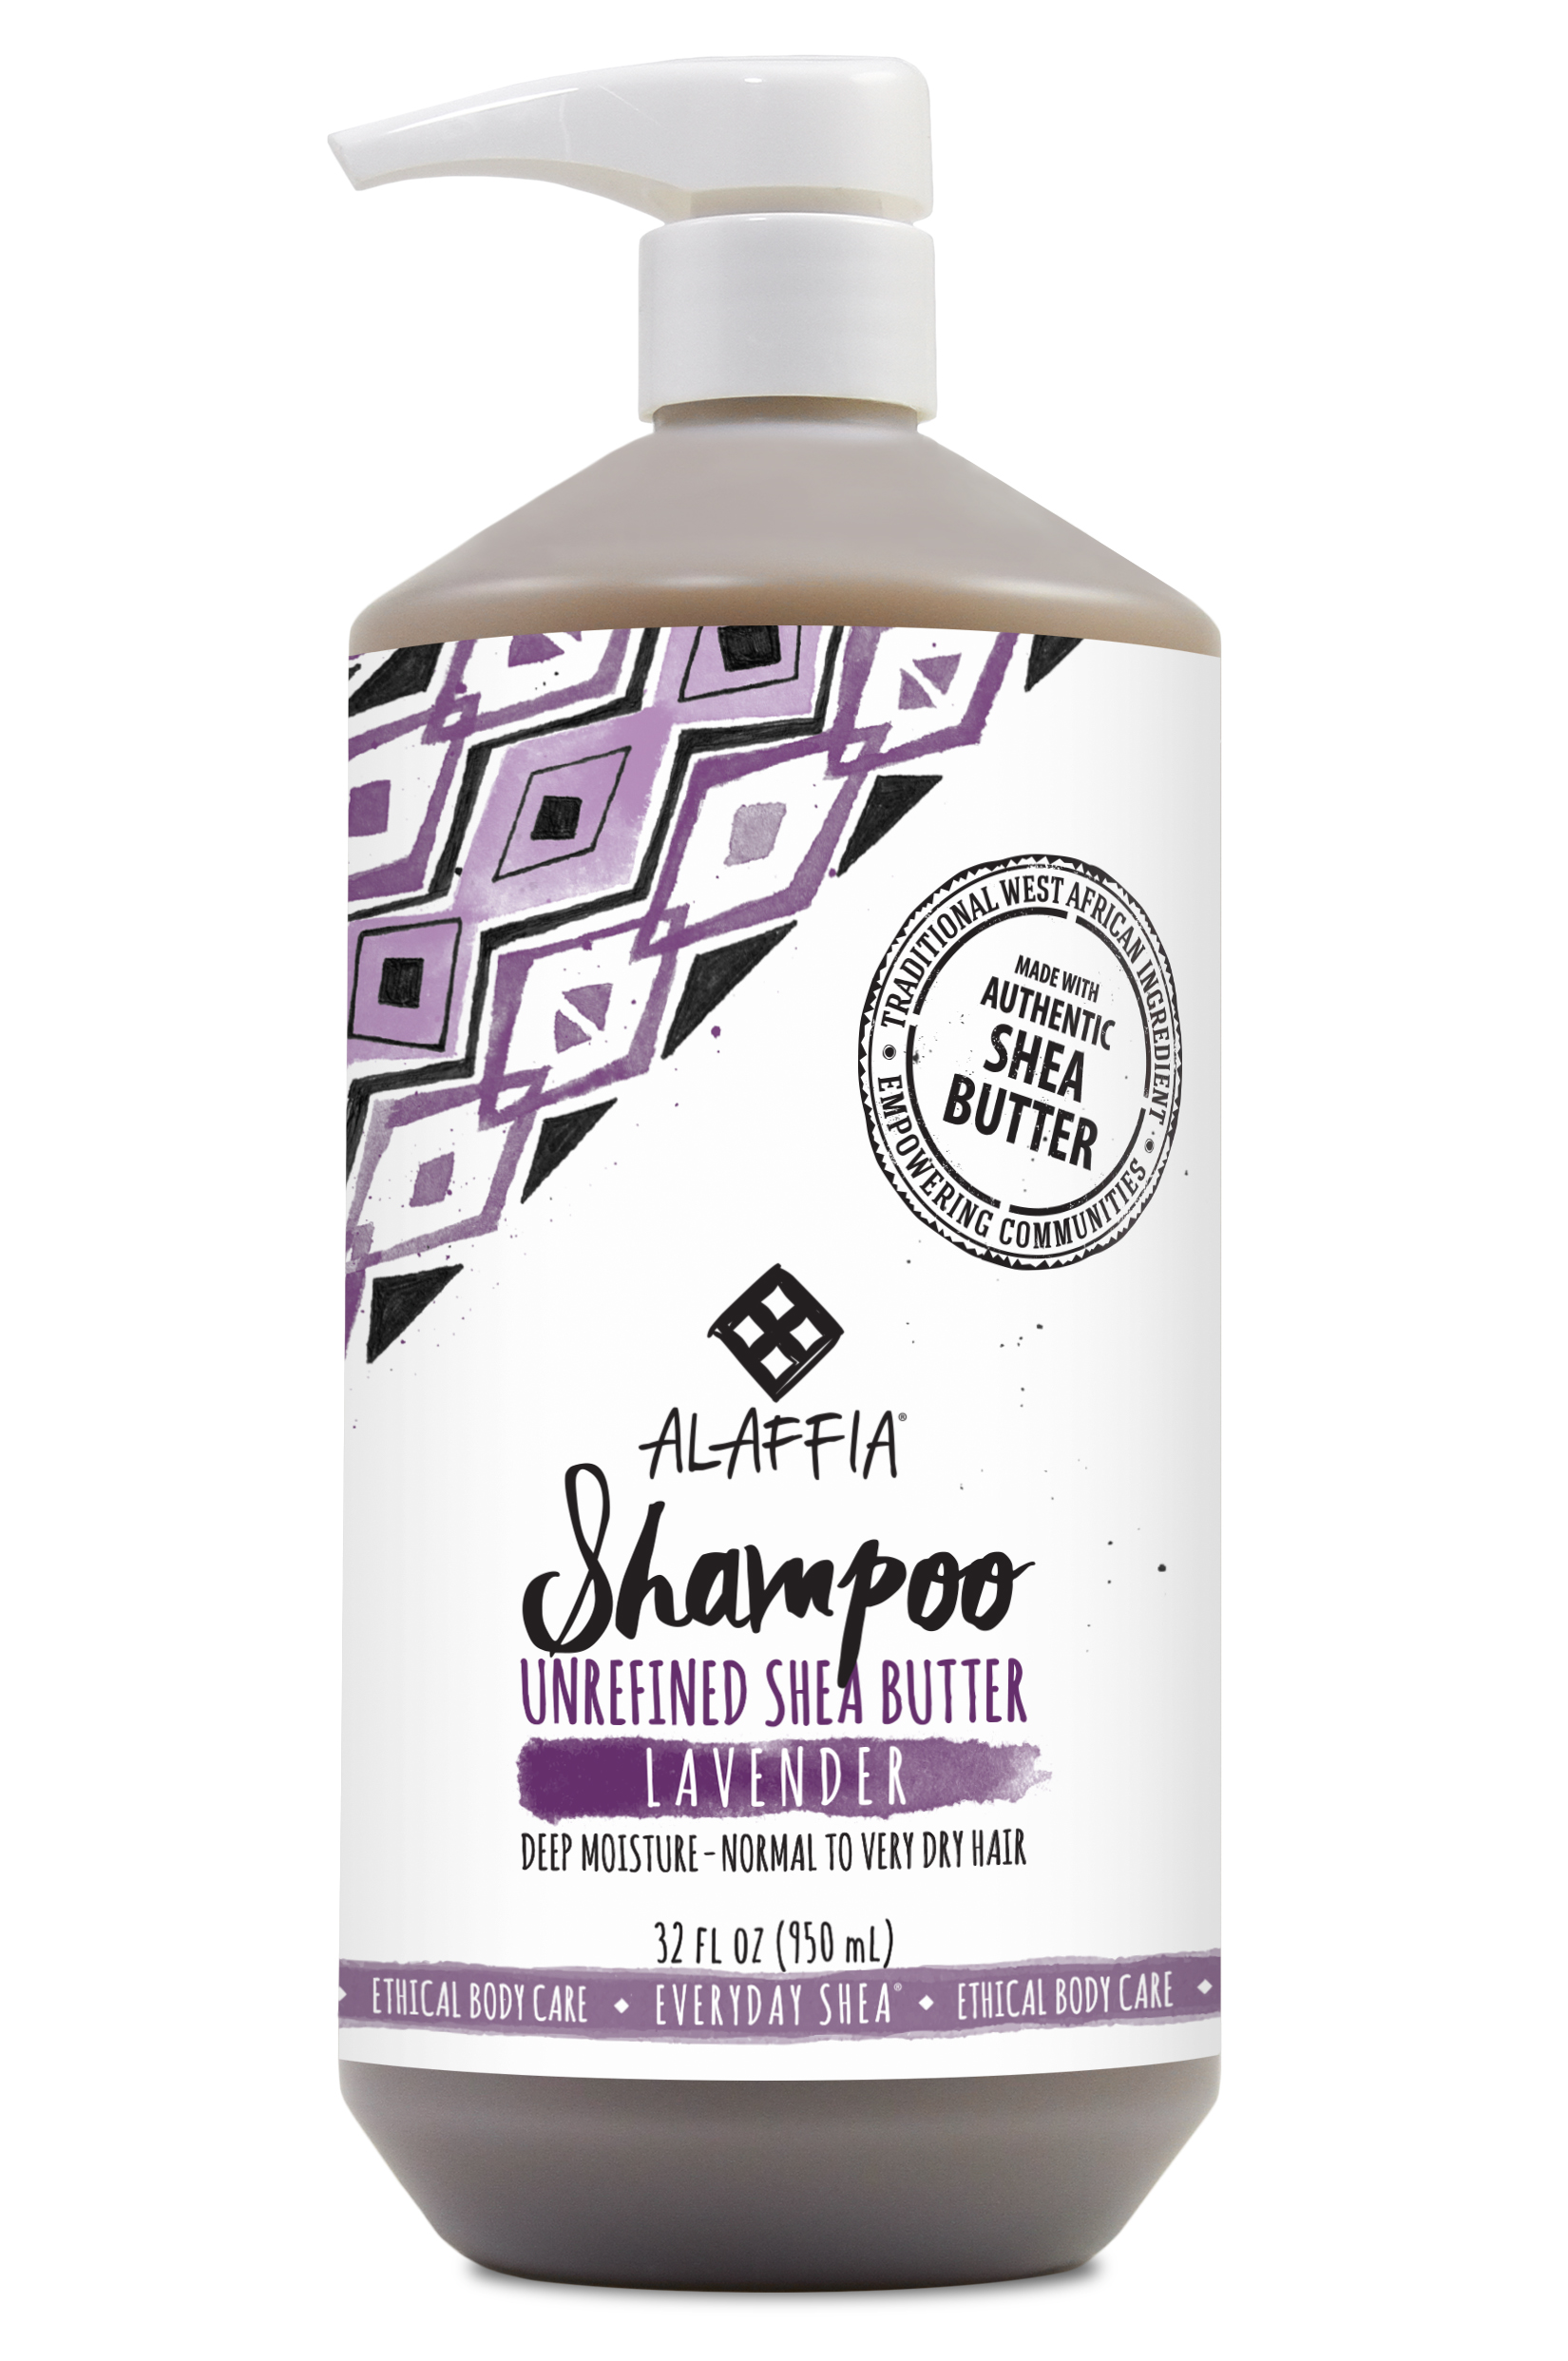 TRADITIONAL WEST AFRICAN INGREDIENT
MADE WITH
AUTHENTIC
SHEA
BUTTER
EMPOWERING COMMUNITIES
ALAFFIA®
Shampoo
UNREFINED SHEA BUTTER
LAVENDER
DEEP MOISTURE - NORMAL TO VERY DRY HAIR
32 FL OZ (950 mL)
ETHICAL BODY CARE ◆ EVERYDAY SHEA® ◆ ETHICAL BODY CARE ◆